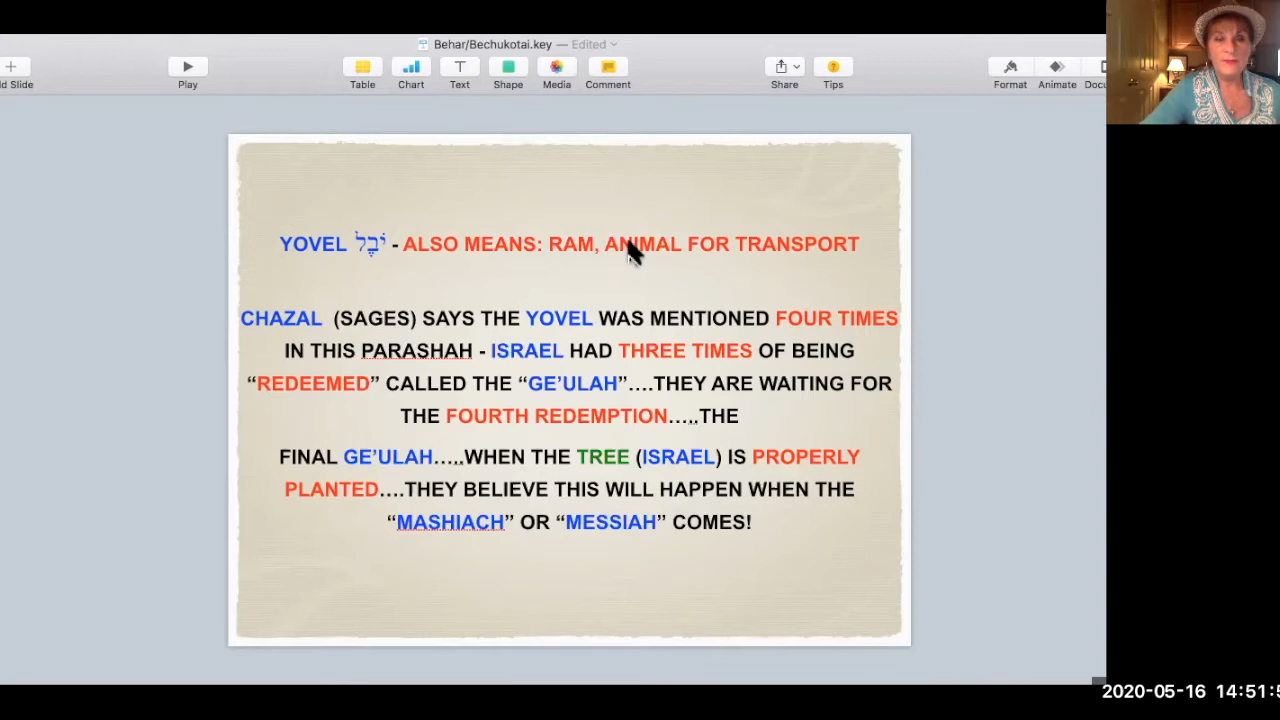 Behar/Bechukotai.key — Edited
d Slide
Play
Table
Chart
Text
Shape
Media
Comment
Share
Tips
Format
Animate
YOVEL יֹבֵל - ALSO MEANS: RAM, ANIMAL FOR TRANSPORT
CHAZAL (SAGES) SAYS THE YOVEL WAS MENTIONED FOUR TIMES
IN THIS PARASHAH - ISRAEL HAD THREE TIMES OF BEING
“REDEEMED” CALLED THE “GE’ULAH”….THEY ARE WAITING FOR
THE FOURTH REDEMPTION…..THE
FINAL GE’ULAH…..WHEN THE TREE (ISRAEL) IS PROPERLY
PLANTED….THEY BELIEVE THIS WILL HAPPEN WHEN THE
“MASHIACH” OR “MESSIAH” COMES!
2020-05-16 14:51:5